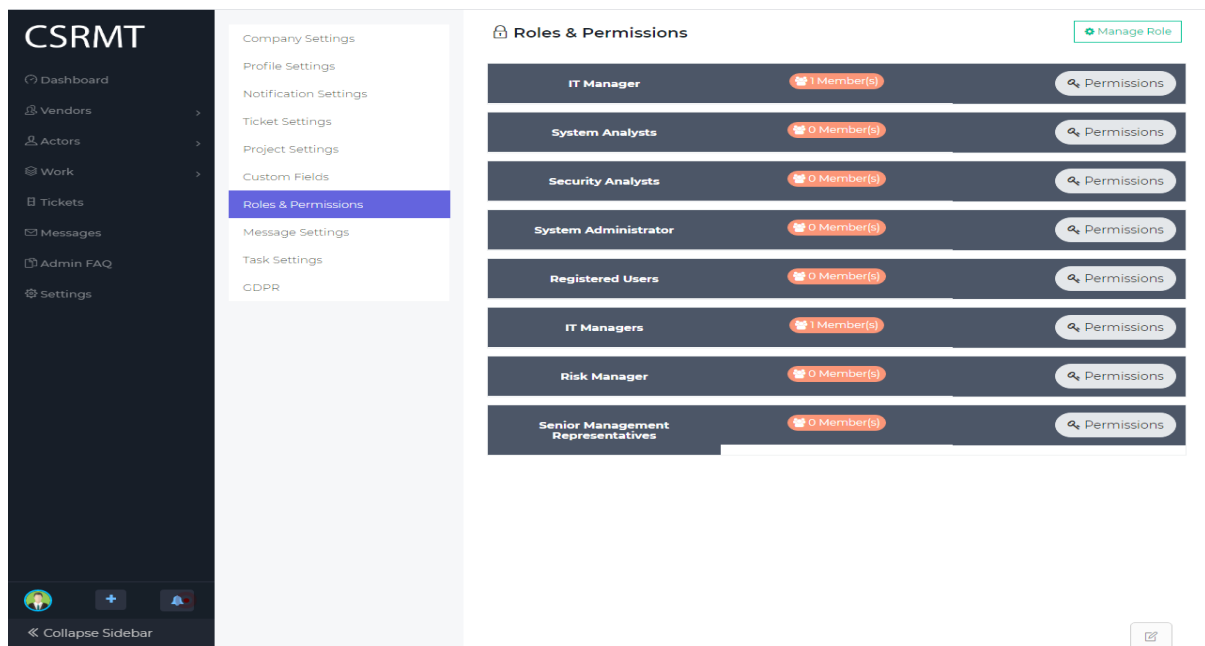 CSRMT
Dashboard
Vendors
Actors
Work
Tickets
Messages
Admin FAQ
Settings
Collapse Sidebar
Company Settings
Profile Settings
Notification Settings
Ticket Settings
Project Settings
Custom Fields
Roles & Permissions
Message Settings
Task Settings
GDPR
Roles & Permissions
Manage Role
IT Manager 1 Member(s) Permissions
System Analysts 0 Member(s) Permissions
Security Analysts 0 Member(s) Permissions
System Administrator 0 Member(s) Permissions
Registered Users 0 Member(s) Permissions
IT Managers 1 Member(s) Permissions
Risk Manager 0 Member(s) Permissions
Senior Management 0 Member(s) Permissions
Representatives